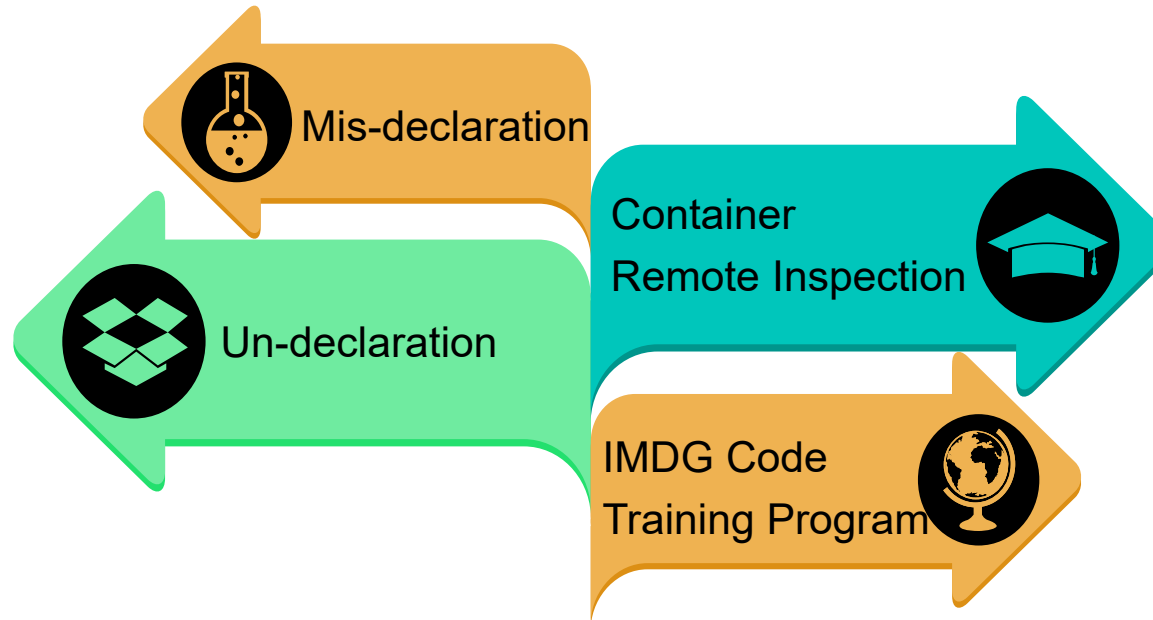 Mis-declaration
Container
Remote Inspection
Un-declaration
IMDG Code
Training Program